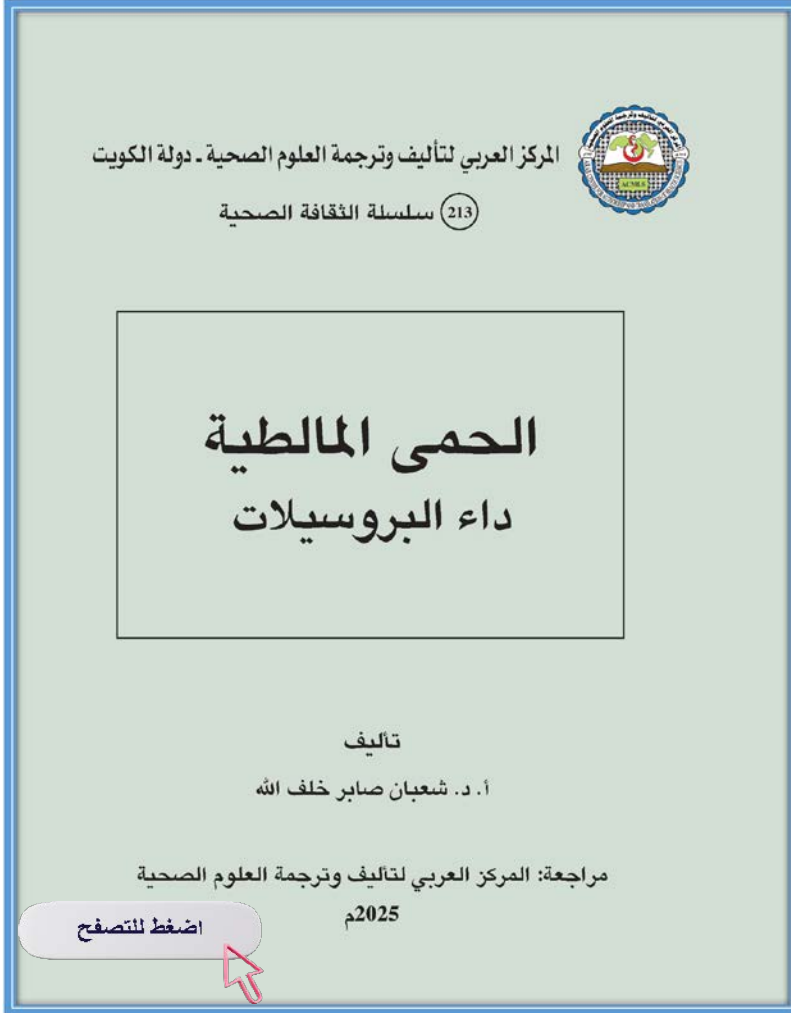 المركز العربي لتأليف وترجمة العلوم الصحية ـ دولة الكويت
213 سلسلة الثقافة الصحية
ACMLS
الحمى المالطية
داء البروسيلات
تأليف
أ. د. شعبان صابر خلف الله
مراجعة: المركز العربي لتأليف وترجمة العلوم الصحية
2025م
اضغط للتصفح